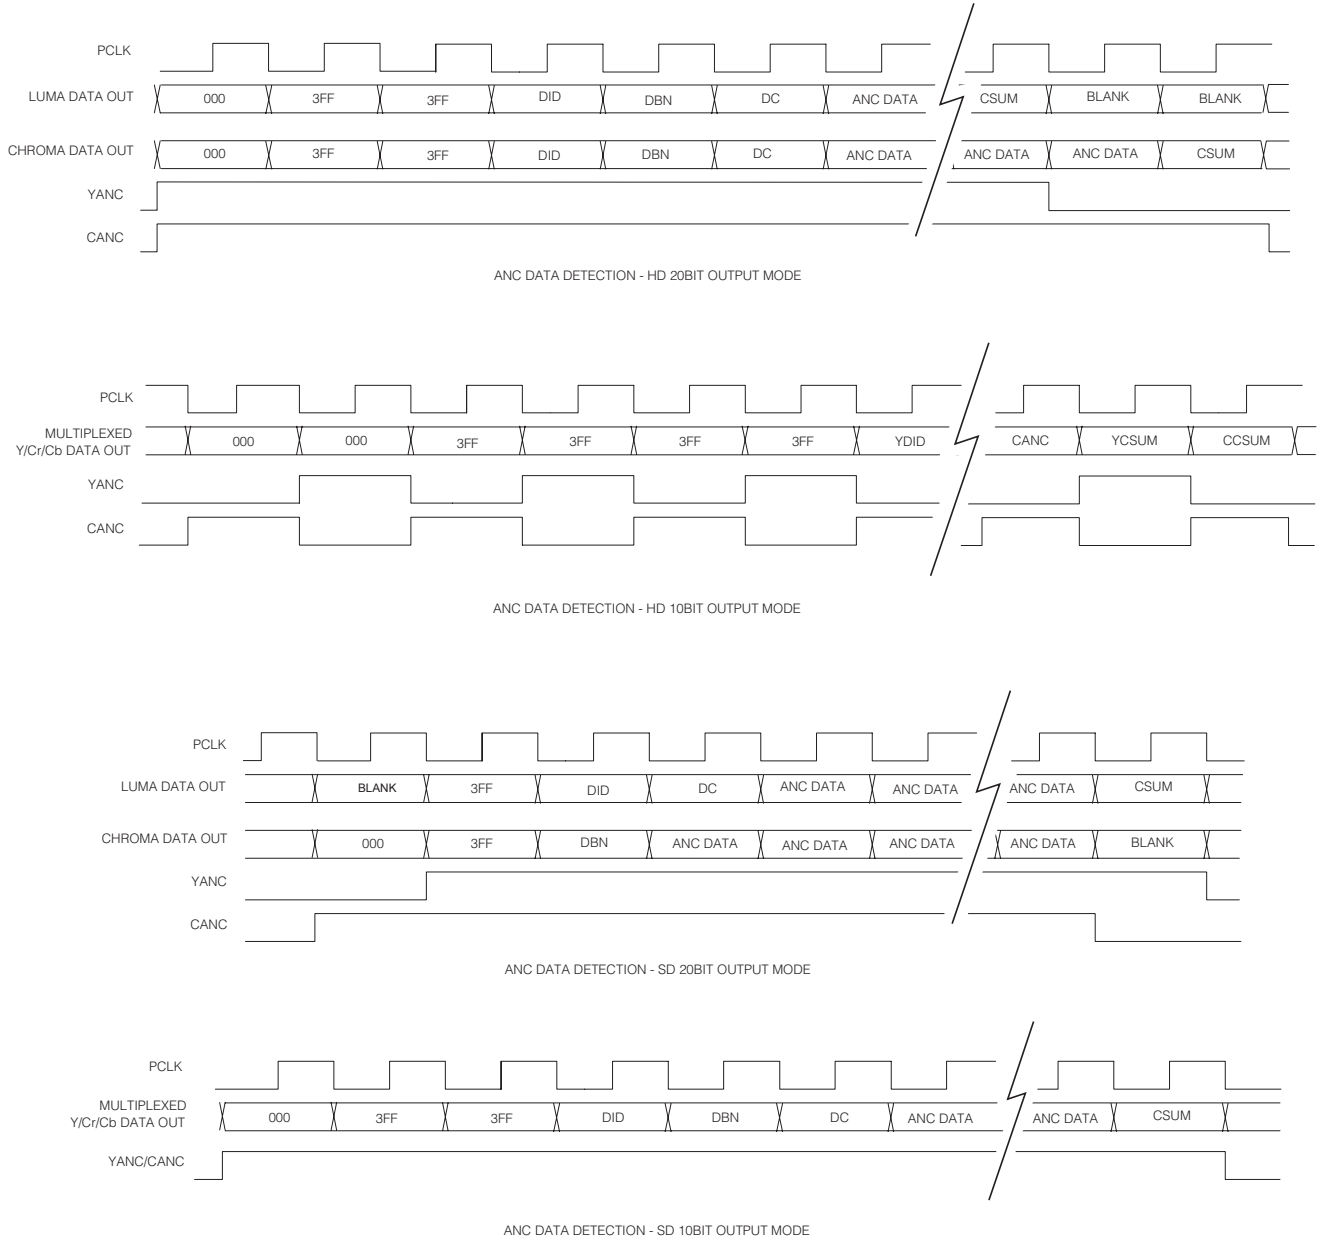 PCLK
LUMA DATA OUT 000 3FF 3FF DID DBN DC ANC DATA CSUM BLANK BLANK
CHROMA DATA OUT 000 3FF 3FF DID DBN DC ANC DATA ANC DATA ANC DATA CSUM
YANC
CANC
ANC DATA DETECTION - HD 20BIT OUTPUT MODE
PCLK
MULTIPLEXED
Y/Cr/Cb DATA OUT 000 000 3FF 3FF 3FF 3FF YDID CANC YCSUM CCSUM
YANC
CANC
ANC DATA DETECTION - HD 10BIT OUTPUT MODE
PCLK
LUMA DATA OUT BLANK 3FF DID DC ANC DATA ANC DATA ANC DATA CSUM
CHROMA DATA OUT 000 3FF DBN ANC DATA ANC DATA ANC DATA ANC DATA BLANK
YANC
CANC
ANC DATA DETECTION - SD 20BIT OUTPUT MODE
PCLK
MULTIPLEXED
Y/Cr/Cb DATA OUT 000 3FF 3FF DID DBN DC ANC DATA ANC DATA CSUM
YANC/CANC
ANC DATA DETECTION - SD 10BIT OUTPUT MODE